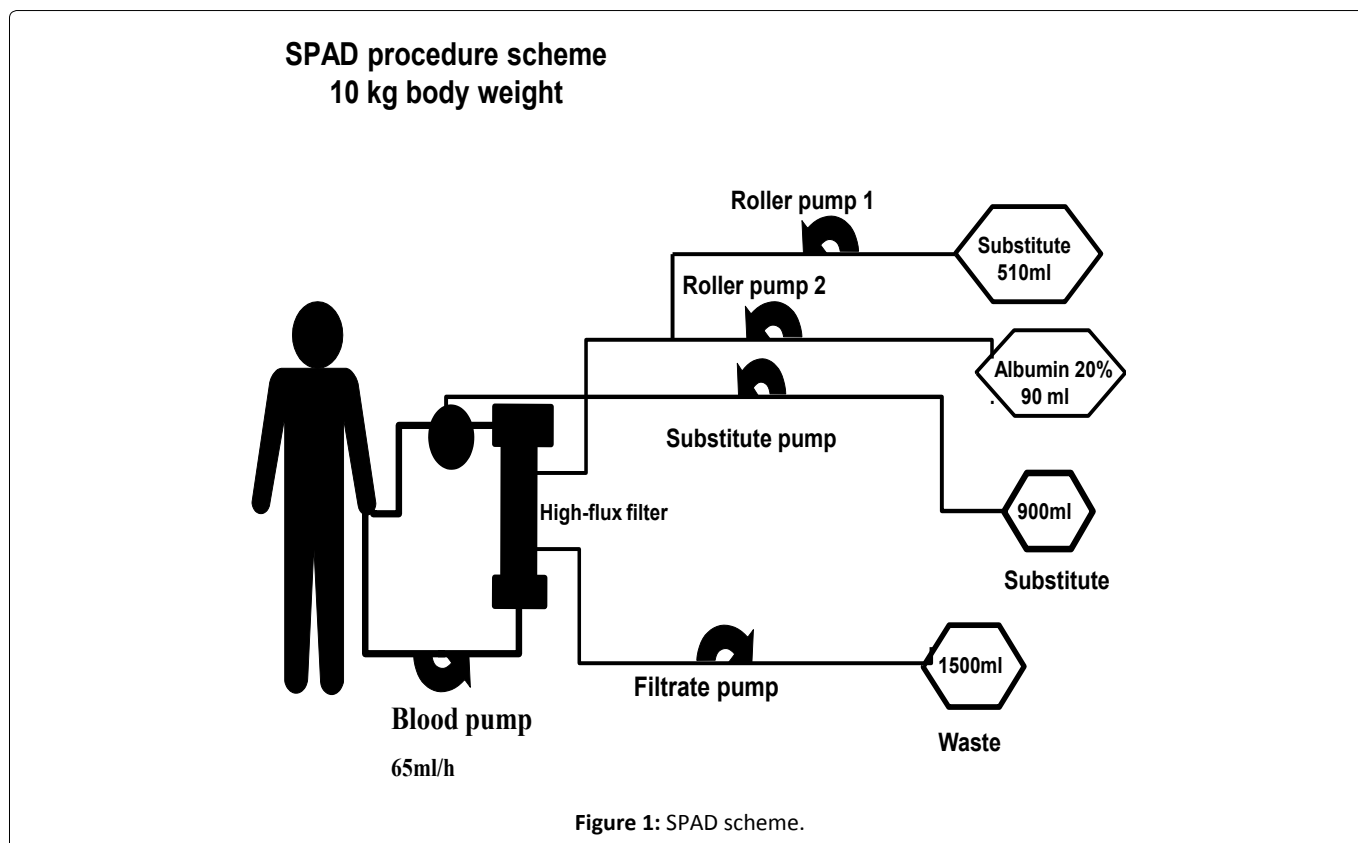 SPAD procedure scheme
10 kg body weight
Roller pump 1
Substitute
510ml
Roller pump 2
Albumin 20%
90 ml
Substitute pump
High-flux filter
900ml
Substitute
1500ml
Filtrate pump
Waste
Blood pump
65ml/h
Figure 1: SPAD scheme.